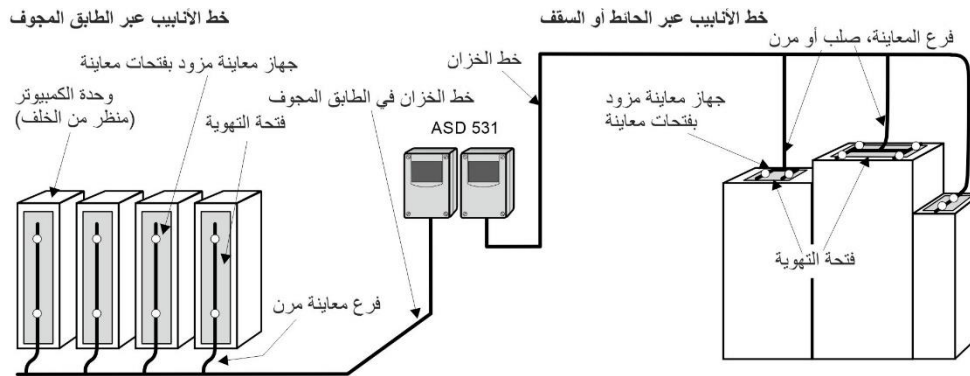 خط الأنابيب عبر الحائط أو السقف
خط الأنابيب عبر الطابق المجوف
فرع المعاينة، صلب أو مرن
خط الخزان
جهاز معاينة مزود
بفتحات معاينة
فتحة التهوية
ASD 531
جهاز معاينة مزود بفتحات معاينة
خط الخزان في الطابق المجوف
فتحة التهوية
وحدة الكمبيوتر
(منظر من الخلف)
فرع معاينة مرن